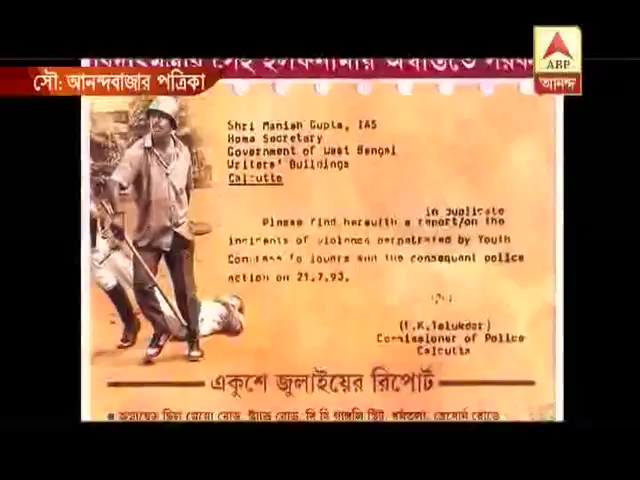 ABP
আনন্দ
সৌ: আনন্দবাজার পত্রিকা
সেই হলফনামায়
Shri Manish Gupta, IAS
Home Secretary
Government of West Bengal
Writers' Buildings
Calcutta
in duplicate
Please find herewith a report/on the
incidents of violence perpetrated by Youth
Congress followers and the consequent police
action on 21.7.93.
(T.K.Talukdar)
Commissioner of Police
Calcutta
একুশে জুলাইয়ের রিপোর্ট